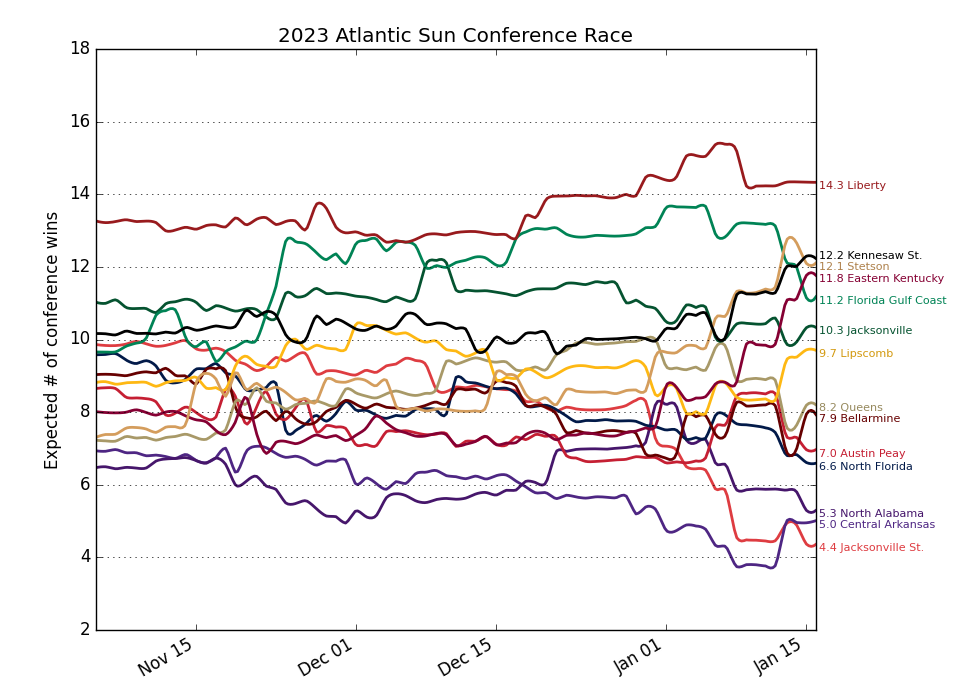 2023 Atlantic Sun Conference Race
Expected # of conference wins
18
16
14
12
10
8
6
4
2
Nov 15
Dec 01
Dec 15
Jan 01
Jan 15
14.3 Liberty
12.2 Kennesaw St.
12.1 Stetson
11.8 Eastern Kentucky
11.2 Florida Gulf Coast
10.3 Jacksonville
9.7 Lipscomb
8.2 Queens
7.9 Bellarmine
7.0 Austin Peay
6.6 North Florida
5.3 North Alabama
5.0 Central Arkansas
4.4 Jacksonville St.